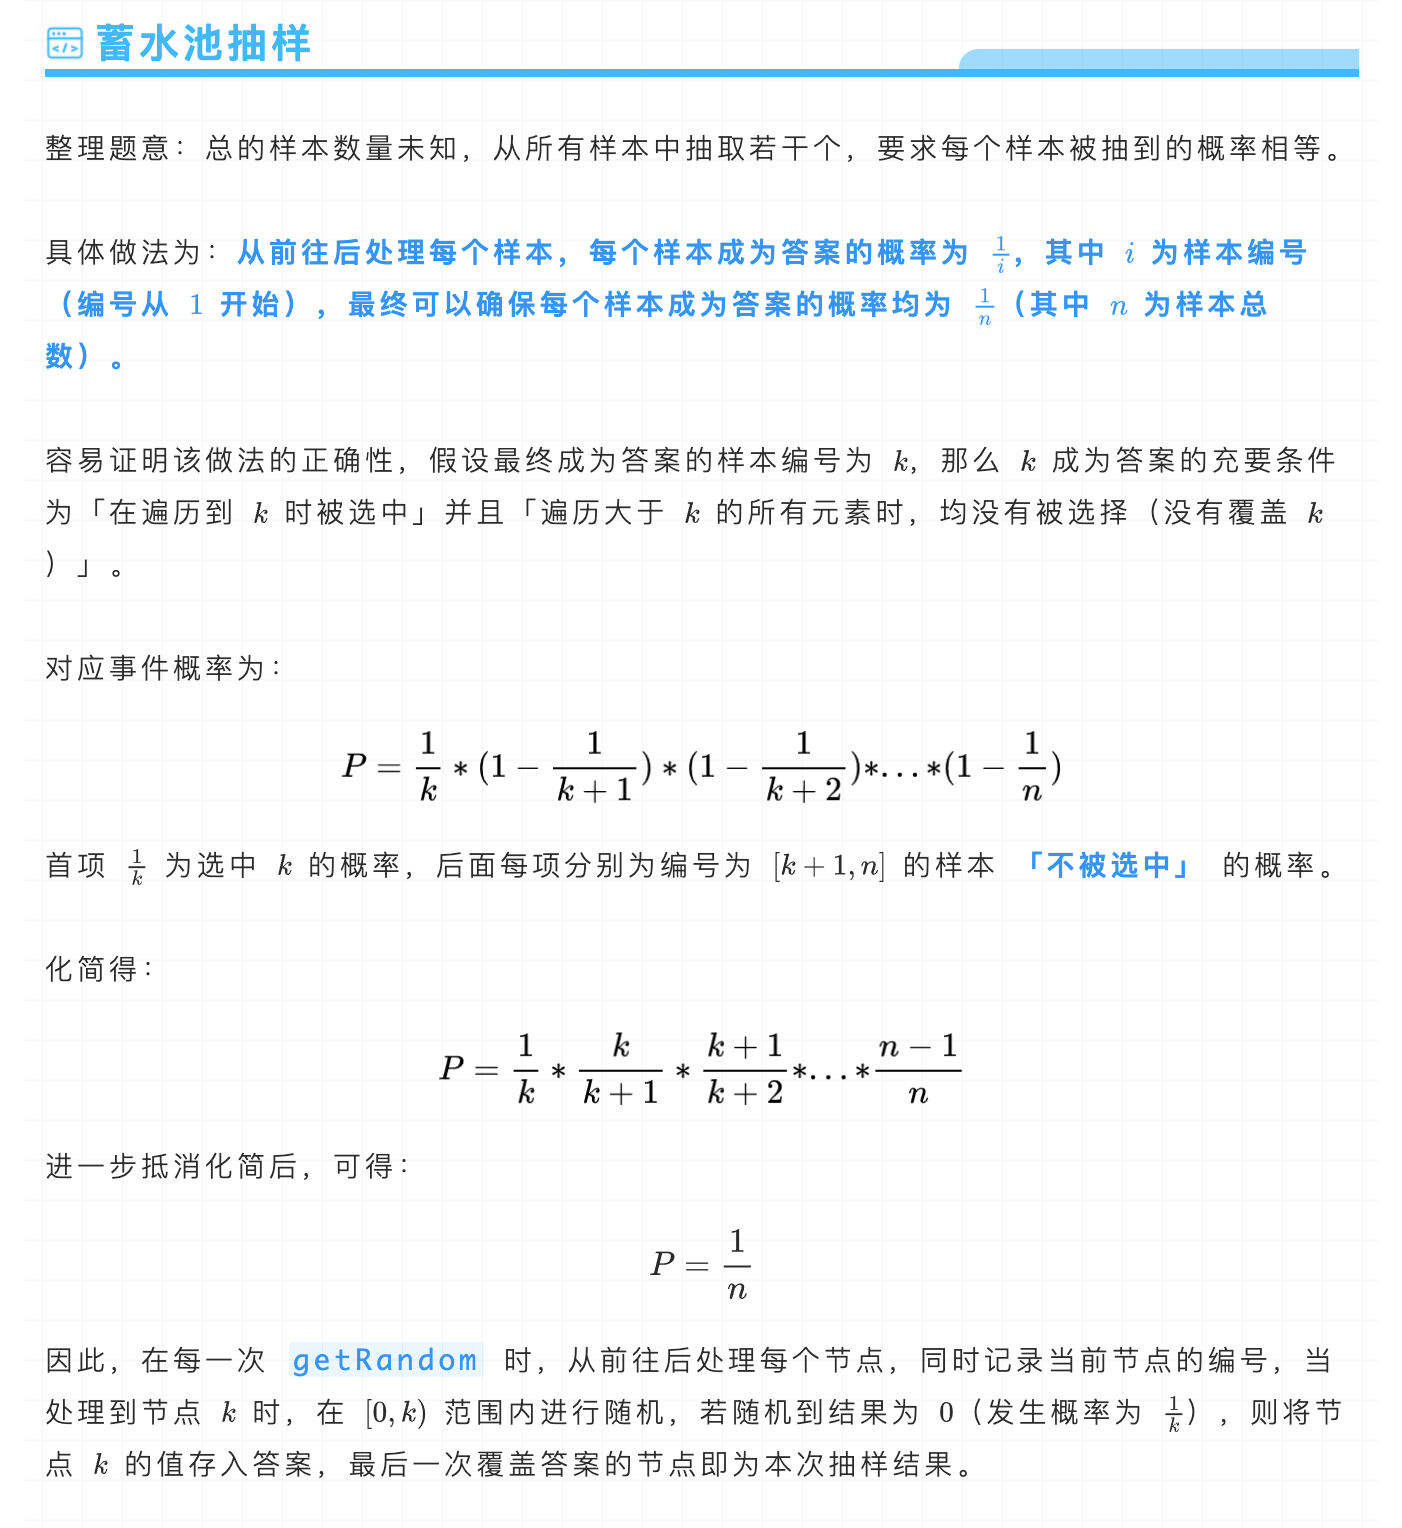 蓄水池抽样
整理题意：总的样本数量未知，从所有样本中抽取若干个，要求每个样本被抽到的概率相等。
具体做法为：从前往后处理每个样本，每个样本成为答案的概率为 1/i，其中 i 为样本编号
（编号从 1 开始），最终可以确保每个样本成为答案的概率均为 1/n（其中 n 为样本总
数）。
容易证明该做法的正确性，假设最终成为答案的样本编号为 k，那么 k 成为答案的充要条件
为「在遍历到 k 时被选中」并且「遍历大于 k 的所有元素时，均没有被选择（没有覆盖 k
）」。
对应事件概率为：
P = 1/k * (1 − 1/(k+1)) * (1 − 1/(k+2)) * ... * (1 − 1/n)
首项 1/k 为选中 k 的概率，后面每项分别为编号为 [k + 1, n] 的样本 「不被选中」 的概率。
化简得：
P = 1/k * k/(k+1) * (k+1)/(k+2) * ... * (n−1)/n
进一步抵消化简后，可得：
P = 1/n
因此，在每一次 getRandom 时，从前往后处理每个节点，同时记录当前节点的编号，当
处理到节点 k 时，在 [0, k) 范围内进行随机，若随机到结果为 0（发生概率为 1/k），则将节
点 k 的值存入答案，最后一次覆盖答案的节点即为本次抽样结果。